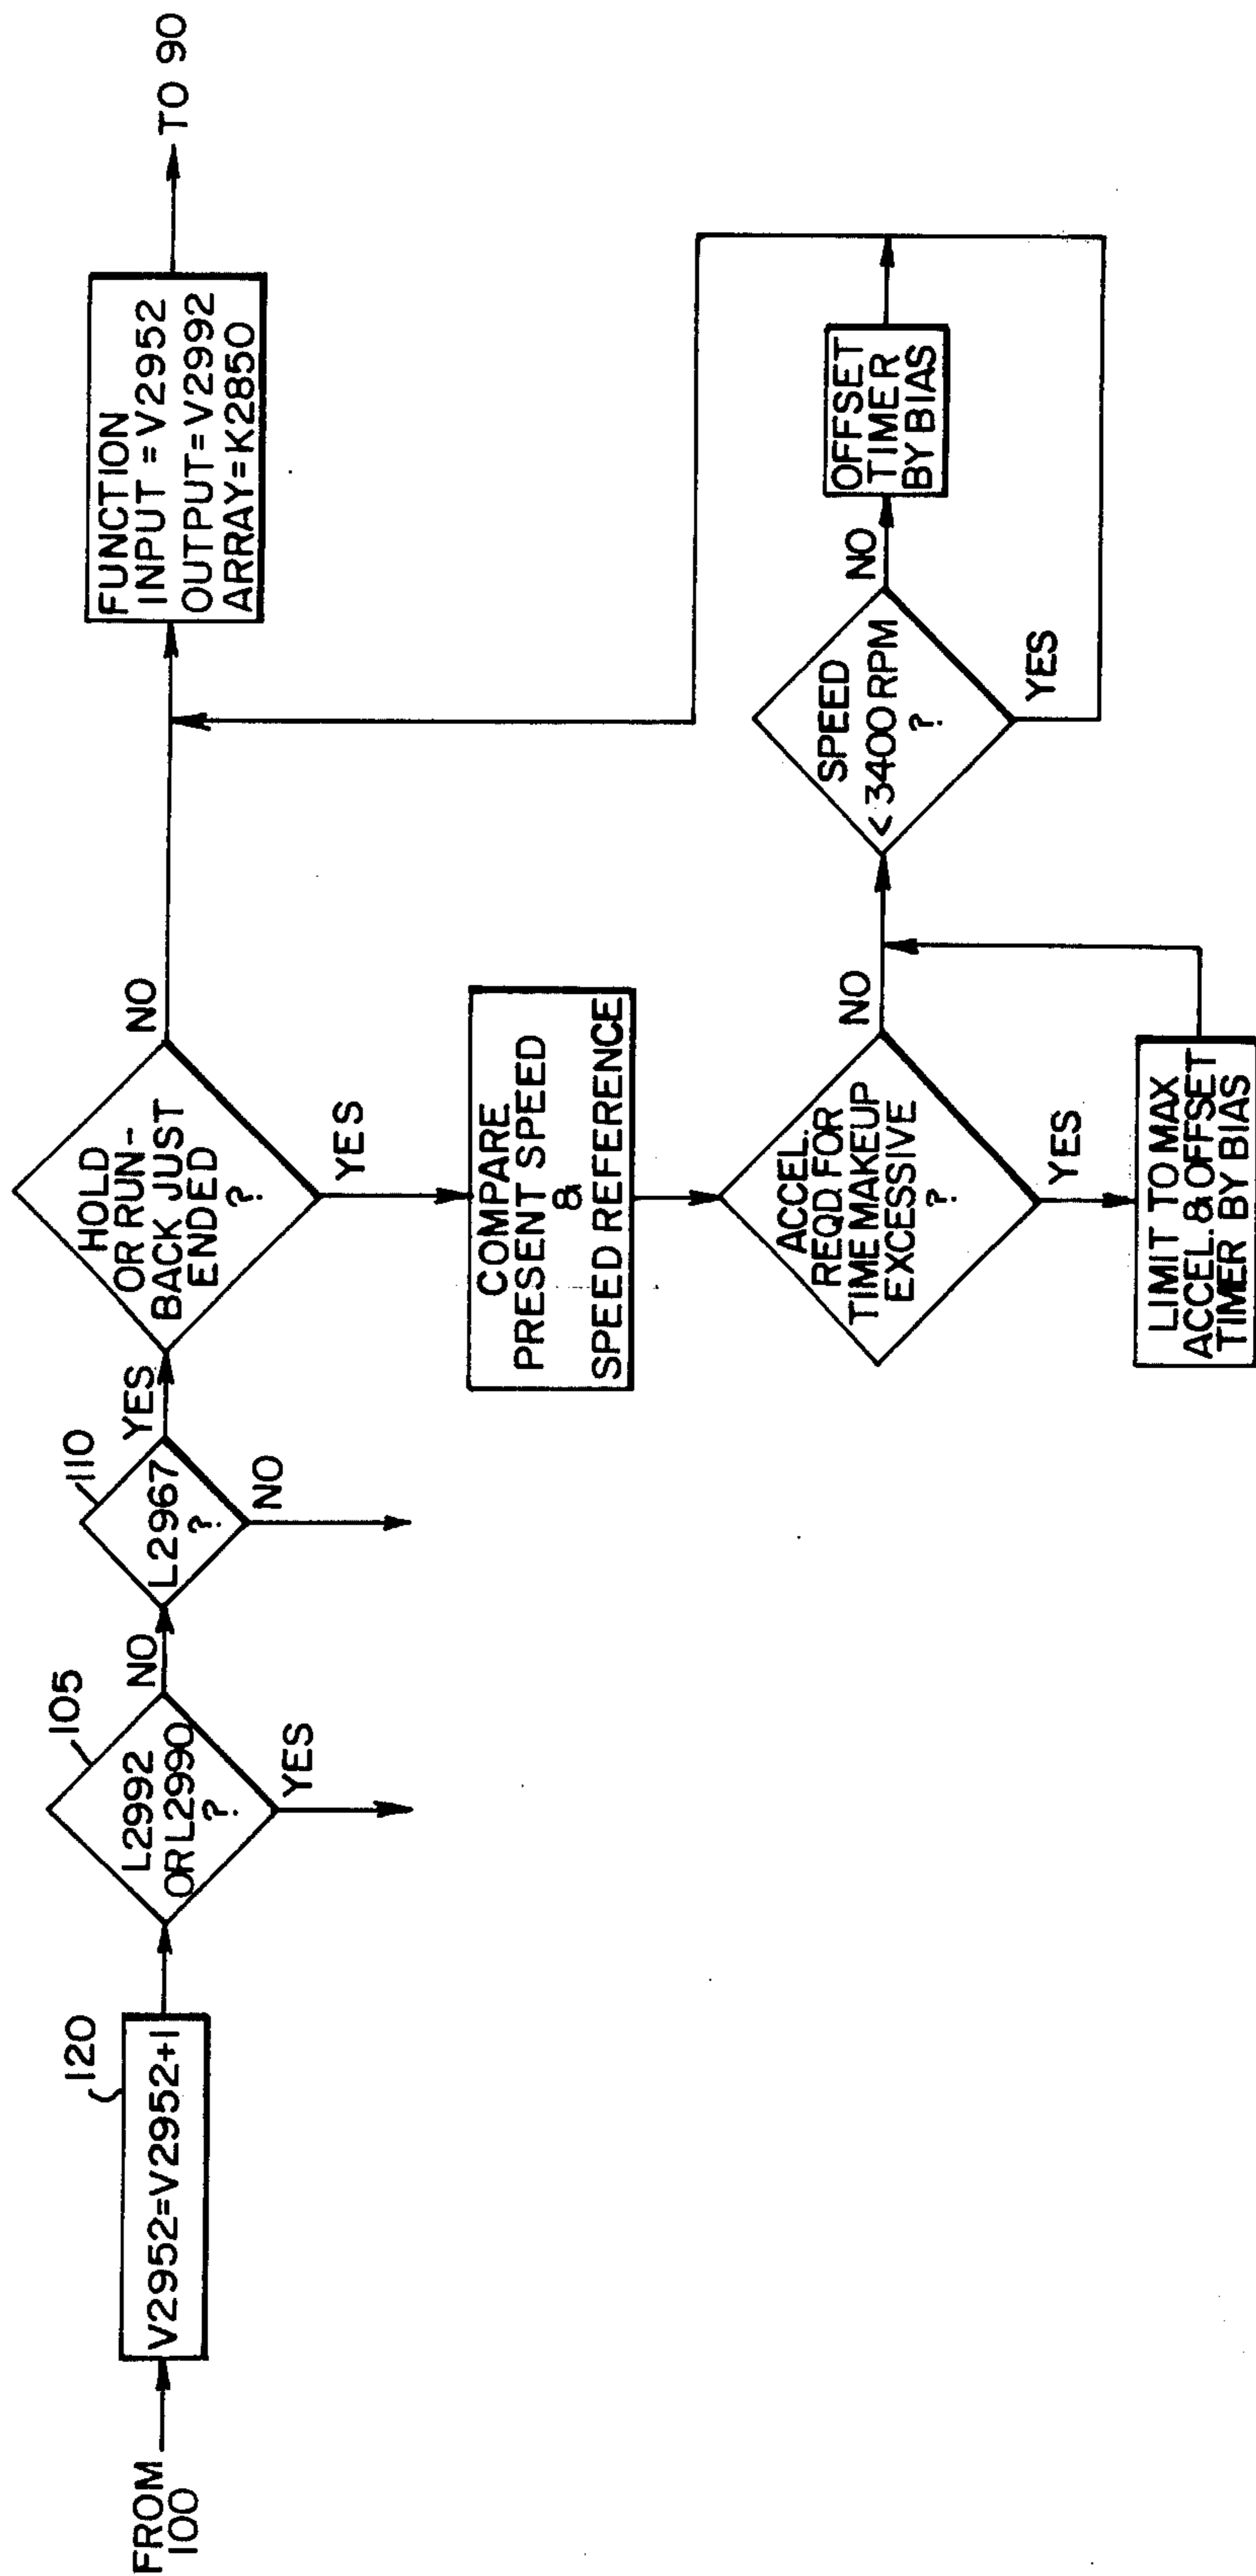 FROM
100
120
V2952=V2952+1
105
L2992
OR L2990
?
NO
YES
110
L2967
?
YES
NO
HOLD
OR RUN-
BACK JUST
ENDED
?
NO
YES
FUNCTION
INPUT = V2952
OUTPUT=V2992
ARRAY=K2850
TO 90
COMPARE
PRESENT SPEED
&
SPEED REFERENCE
ACCEL.
REQD. FOR
TIME MAKEUP
EXCESSIVE
?
NO
YES
LIMIT TO MAX
ACCEL. & OFFSET
TIMER BY BIAS
SPEED
< 3400 RPM
?
NO
YES
OFFSET
TIMER
BY BIAS